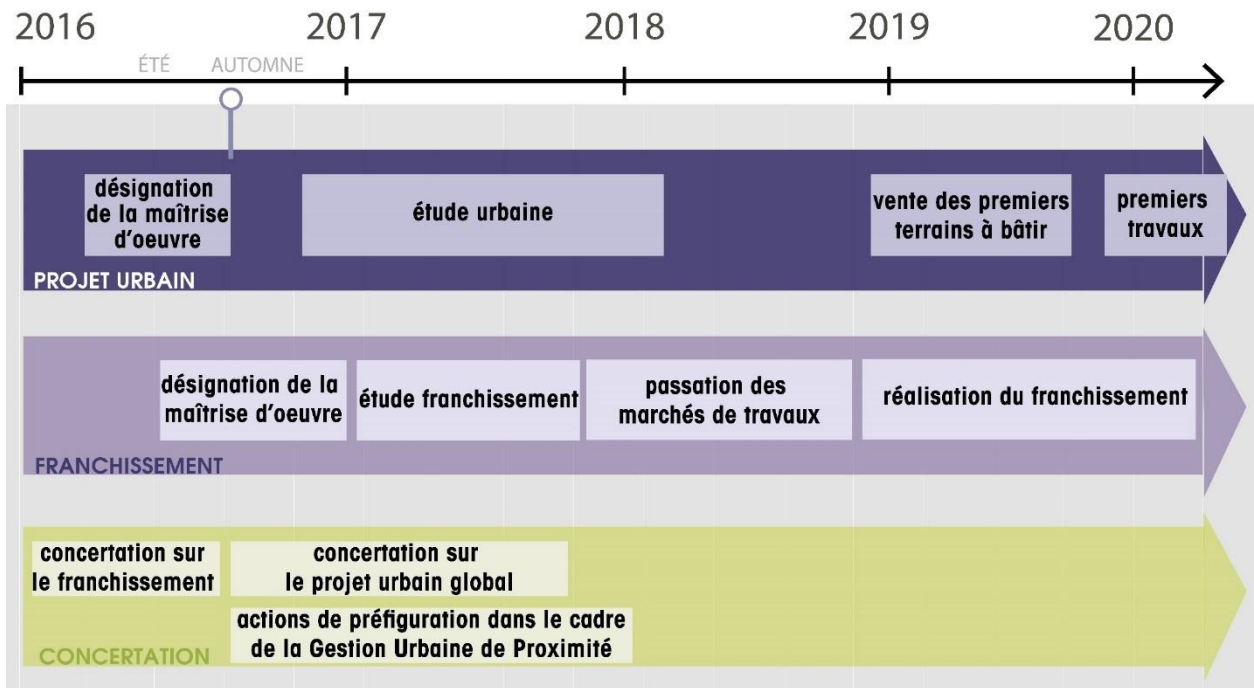 2016 2017 2018 2019 2020
ÉTÉ AUTOMNE
désignation
de la maîtrise
d'oeuvre
étude urbaine
vente des premiers
terrains à bâtir
premiers
travaux
PROJET URBAIN
désignation de la
maîtrise d'oeuvre
étude franchissement
passation des
marchés de travaux
réalisation du franchissement
FRANCHISSEMENT
concertation sur
le franchissement
concertation sur
le projet urbain global
actions de préfiguration dans le cadre
de la Gestion Urbaine de Proximité
CONCERTATION